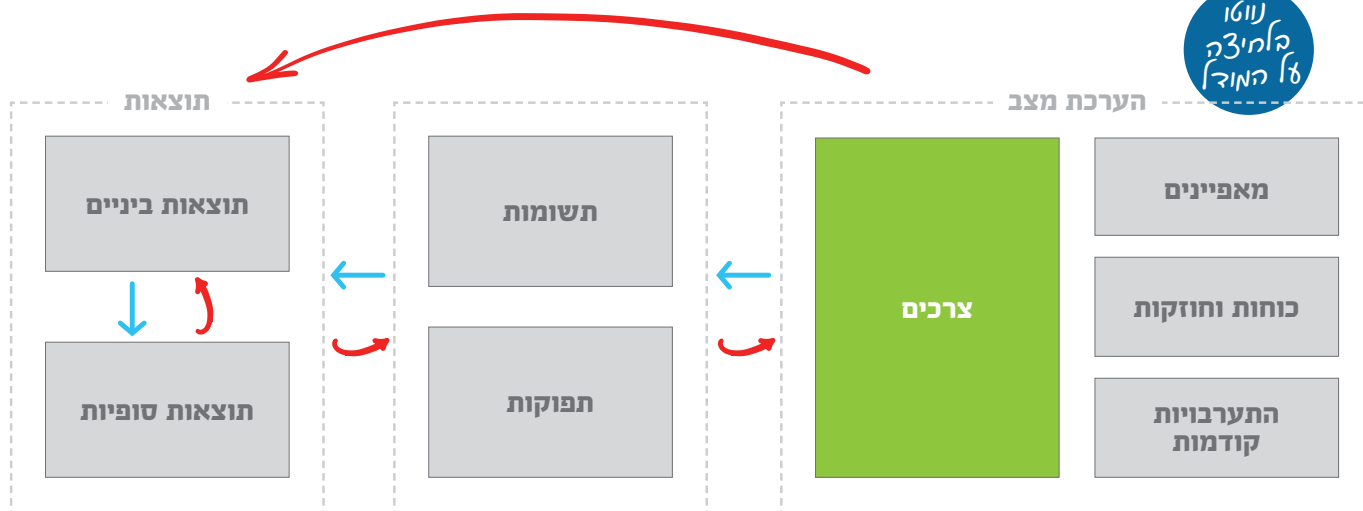 נווטו
בלחיצה
על המודל
הערכת מצב
מאפיינים
כוחות וחוזקות
התערבויות
קודמות
צרכים
תשומות
תפוקות
תוצאות
תוצאות ביניים
תוצאות סופיות